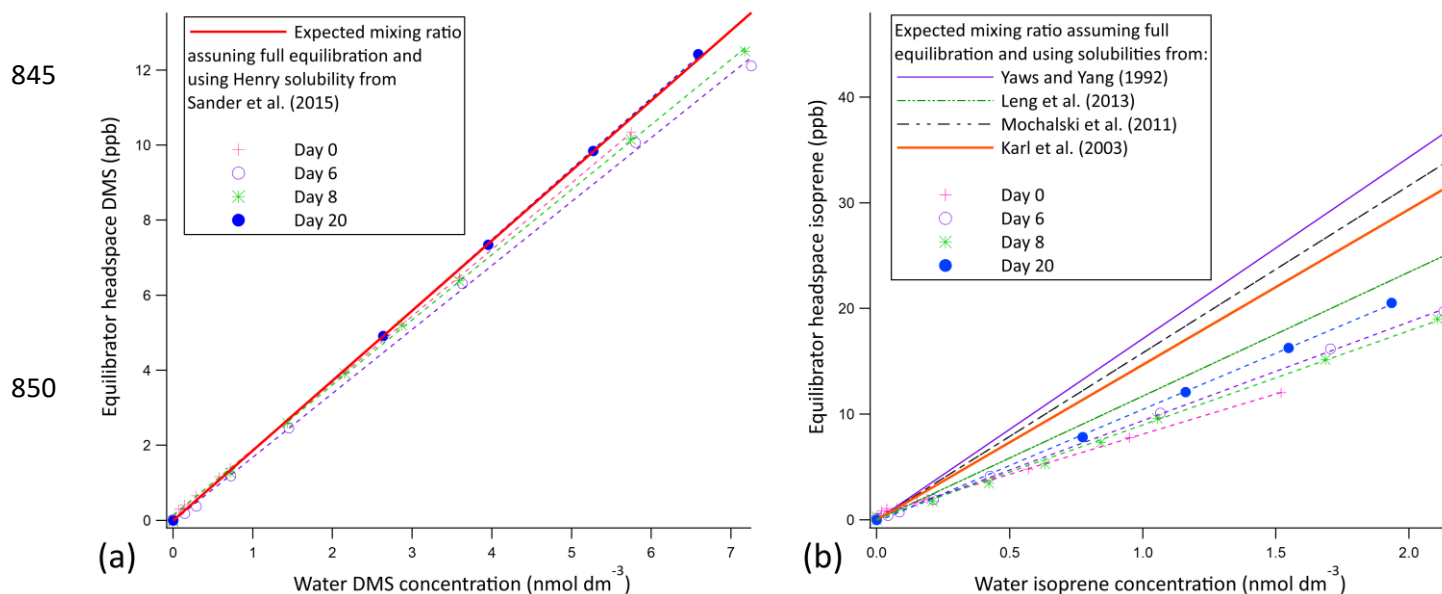 845
850
Equilibrator headspace DMS (ppb)
12
10
8
6
4
2
0
Expected mixing ratio
assuming full equilibration and
using Henry solubility from
Sander et al. (2015)
Day 0
Day 6
Day 8
Day 20
0 1 2 3 4 5 6 7
(a)
Water DMS concentration (nmol dm-3)
Equilbrator headspace isoprene (ppb)
40
30
20
10
0
Expected mixing ratio assuming full
equilibration and using solubilities from:
Yaws and Yang (1992)
Leng et al. (2013)
Mochalski et al. (2011)
Karl et al. (2003)
Day 0
Day 6
Day 8
Day 20
0.0 0.5 1.0 1.5 2.0
(b)
Water isoprene concentration (nmol dm-3)